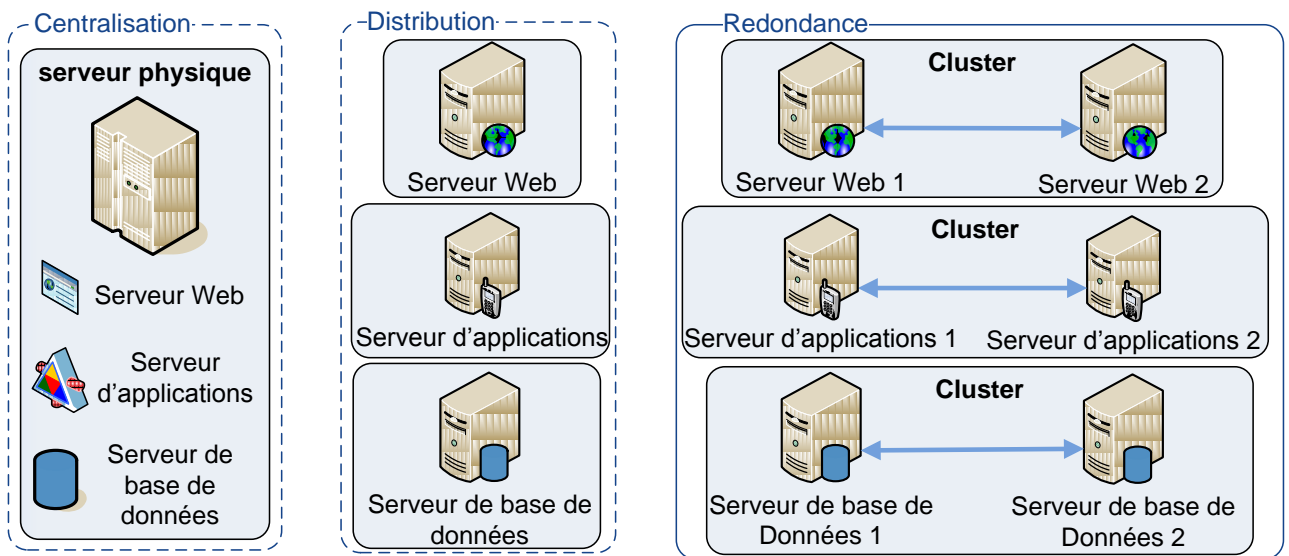 Centralisation
serveur physique
Serveur Web
Serveur
d'applications
Serveur de
base de
données
Distribution
Serveur Web
Serveur d'applications
Serveur de base de
données
Redondance
Cluster
Serveur Web 1
Serveur Web 2
Cluster
Serveur d'applications 1
Serveur d'applications 2
Cluster
Serveur de base de
Données 1
Serveur de base de
Données 2